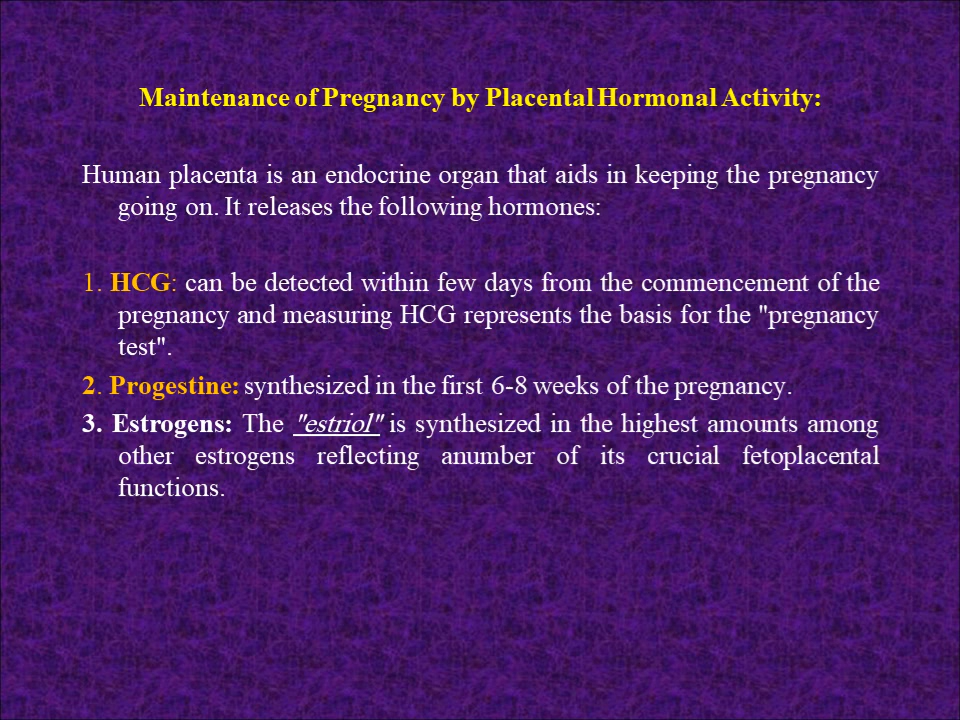 Maintenance of Pregnancy by Placental Hormonal Activity:
Human placenta is an endocrine organ that aids in keeping the pregnancy
going on. It releases the following hormones:
1. HCG: can be detected within few days from the commencement of the
pregnancy and measuring HCG represents the basis for the "pregnancy
test".
2. Progestine: synthesized in the first 6-8 weeks of the pregnancy.
3. Estrogens: The "estriol" is synthesized in the highest amounts among
other estrogens reflecting anumber of its crucial fetoplacental
functions.